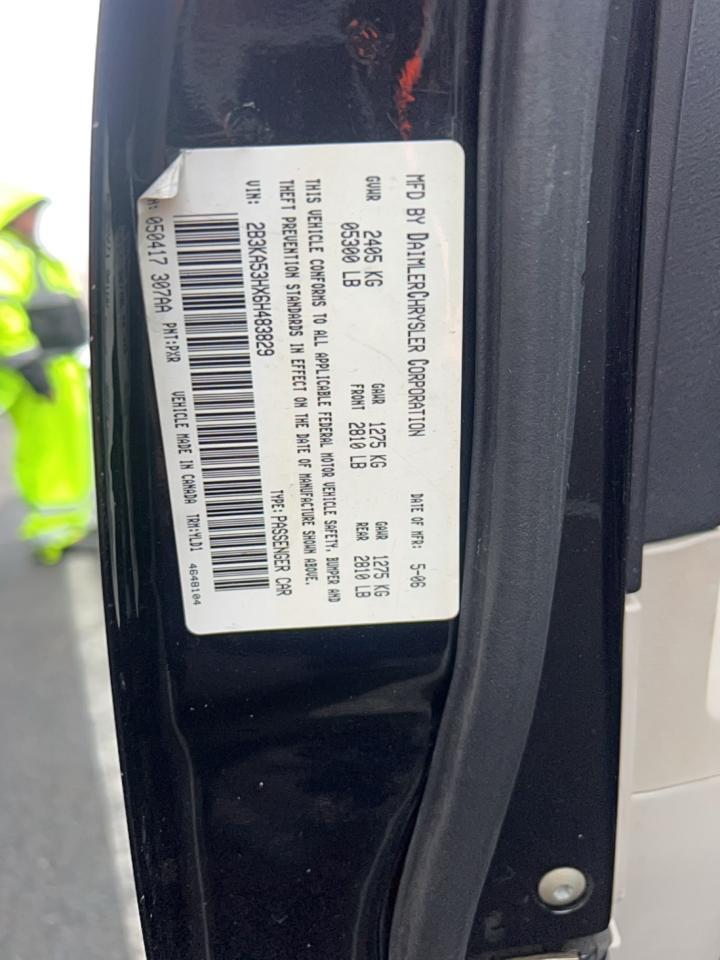 MFD BY DAIMLERCHRYSLER CORPORATION DATE OF MFR: 5-06
GVWR 2405 KG GAWR 1275 KG GAWR 1275 KG
05300 LB FRONT 2810 LB REAR 2810 LB
THIS VEHICLE CONFORMS TO ALL APPLICABLE FEDERAL MOTOR VEHICLE SAFETY, BUMPER AND
THEFT PREVENTION STANDARDS IN EFFECT ON THE DATE OF MANUFACTURE SHOWN ABOVE.
VIN: 2B3KA53HX6H483829 TYPE: PASSENGER CAR
050417 307AA PNT:PXR VEHICLE MADE IN CANADA TRM:YLD1 4648104